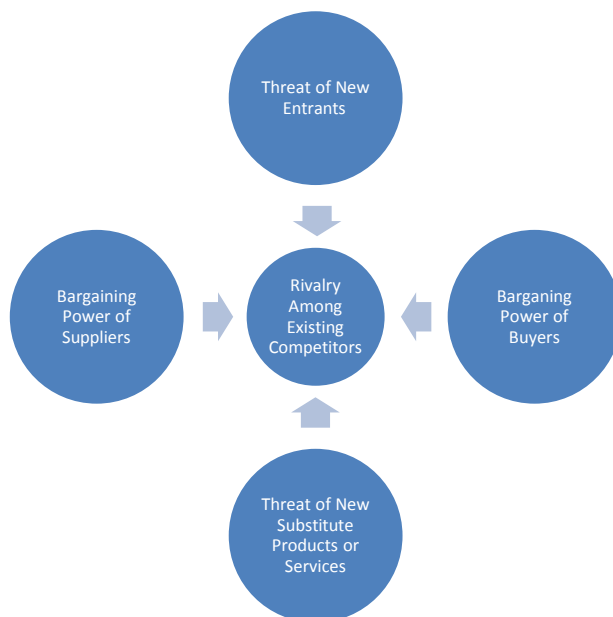 Threat of New
Entrants
Bargaining
Power of
Suppliers
Rivalry
Among
Existing
Competitors
Barganing
Power of
Buyers
Threat of New
Substitute
Products or
Services